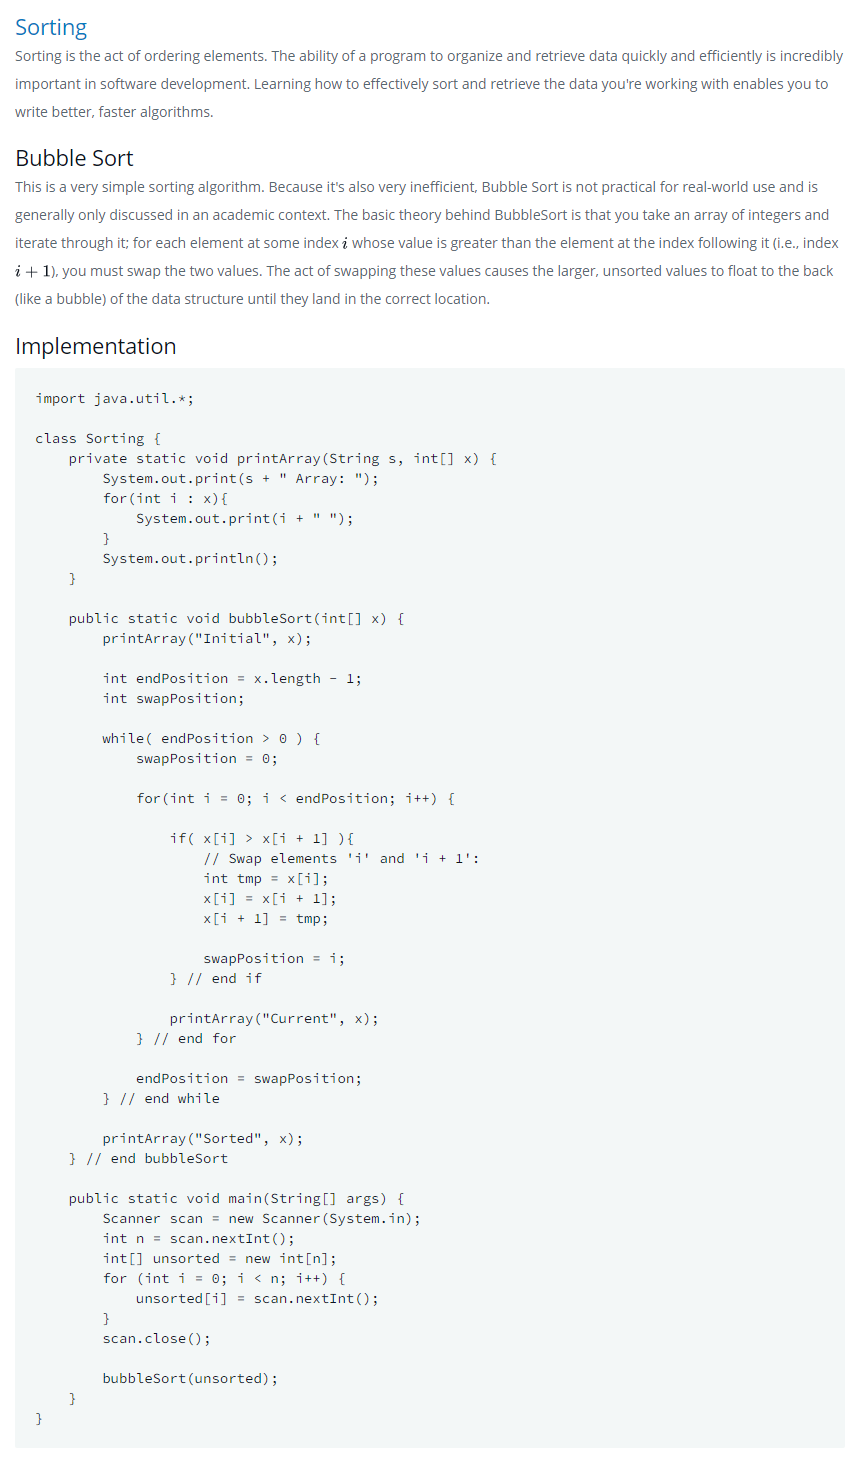 Sorting
Sorting is the act of ordering elements. The ability of a program to organize and retrieve data quickly and efficiently is incredibly
important in software development. Learning how to effectively sort and retrieve the data you're working with enables you to
write better, faster algorithms.
Bubble Sort
This is a very simple sorting algorithm. Because it's also very inefficient, Bubble Sort is not practical for real-world use and is
generally only discussed in an academic context. The basic theory behind BubbleSort is that you take an array of integers and
iterate through it; for each element at some index i whose value is greater than the element at the index following it (i.e., index
i + 1), you must swap the two values. The act of swapping these values causes the larger, unsorted values to float to the back
(like a bubble) of the data structure until they land in the correct location.
Implementation
import java.util.*;
class Sorting {
    private static void printArray(String s, int[] x) {
        System.out.print(s + " Array: ");
        for(int i : x){
            System.out.print(i + " ");
        }
        System.out.println();
    }
    public static void bubbleSort(int[] x) {
        printArray("Initial", x);
        int endPosition = x.length - 1;
        int swapPosition;
        while( endPosition > 0 ) {
            swapPosition = 0;
            for(int i = 0; i < endPosition; i++) {
                if( x[i] > x[i + 1] ){
                    // Swap elements 'i' and 'i + 1':
                    int tmp = x[i];
                    x[i] = x[i + 1];
                    x[i + 1] = tmp;
                    swapPosition = i;
                } // end if
                printArray("Current", x);
            } // end for
            endPosition = swapPosition;
        } // end while
        printArray("Sorted", x);
    } // end bubbleSort
    public static void main(String[] args) {
        Scanner scan = new Scanner(System.in);
        int n = scan.nextInt();
        int[] unsorted = new int[n];
        for (int i = 0; i < n; i++) {
            unsorted[i] = scan.nextInt();
        }
        scan.close();
        bubbleSort(unsorted);
    }
}